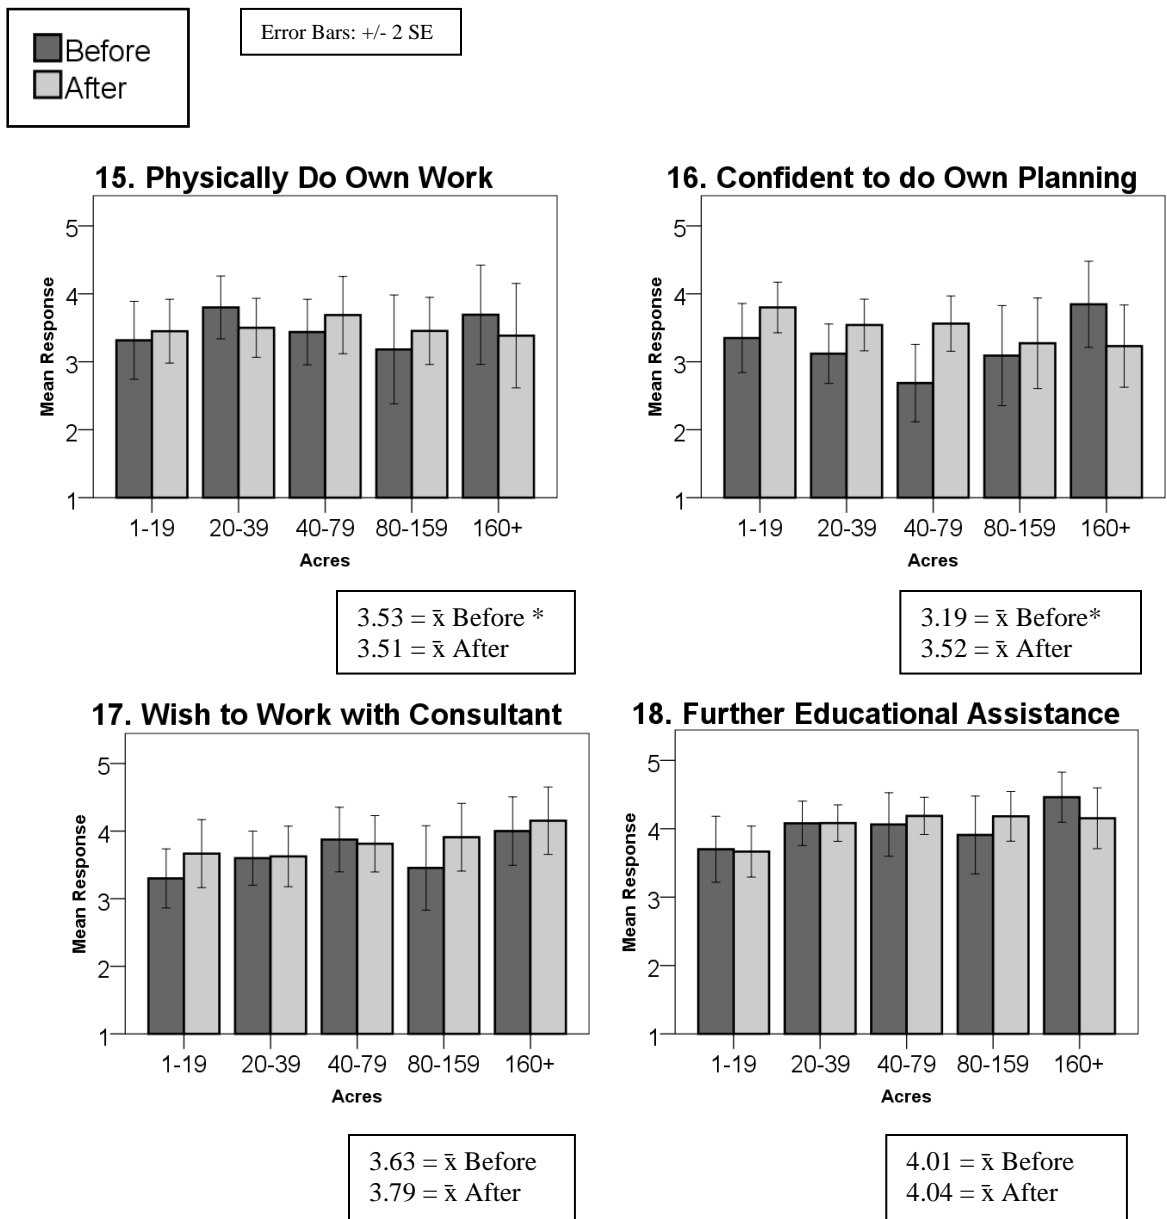 Before
After
Error Bars: +/- 2 SE
15. Physically Do Own Work
5
4
3
2
1
Mean Response
1-19 20-39 40-79 80-159 160+
Acres
3.53 = x̄ Before *
3.51 = x̄ After
16. Confident to do Own Planning
5
4
3
2
1
Mean Response
1-19 20-39 40-79 80-159 160+
Acres
3.19 = x̄ Before*
3.52 = x̄ After
17. Wish to Work with Consultant
5
4
3
2
1
Mean Response
1-19 20-39 40-79 80-159 160+
Acres
3.63 = x̄ Before
3.79 = x̄ After
18. Further Educational Assistance
5
4
3
2
1
Mean Response
1-19 20-39 40-79 80-159 160+
Acres
4.01 = x̄ Before
4.04 = x̄ After